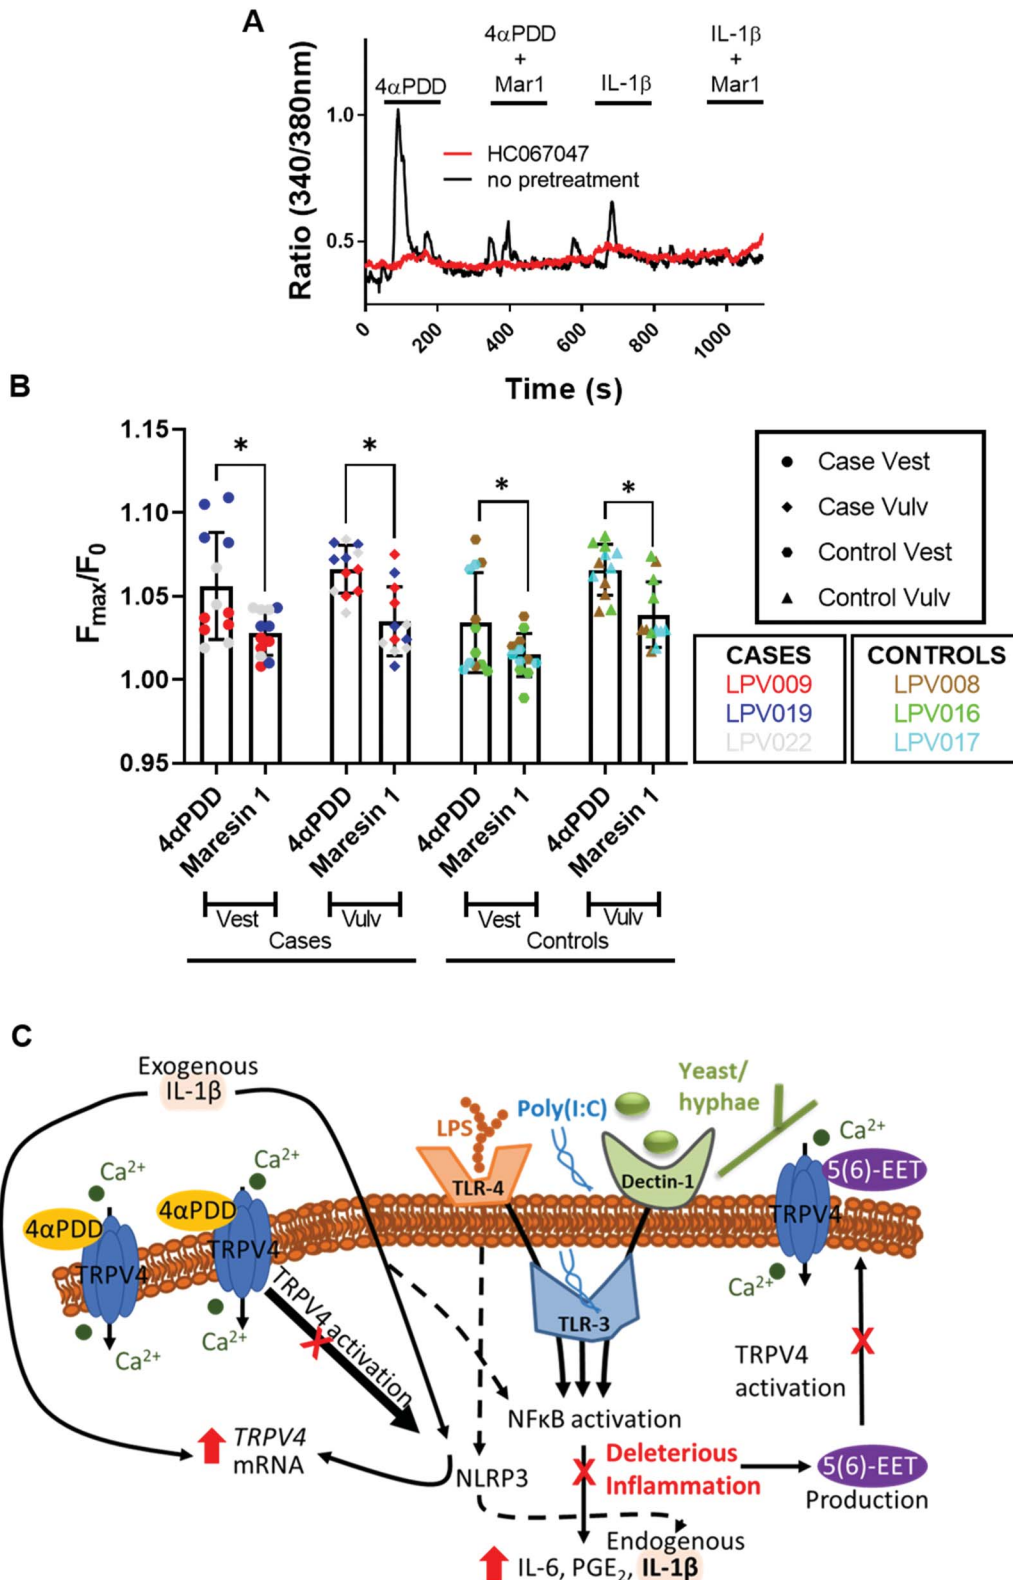 A
4αPDD
4αPDD
+
Mar1
IL-1β
IL-1β
+
Mar1
HC067047
no pretreatment
Ratio (340/380nm)
1.0
0.5
0
200
400
600
800
1000
Time (s)
B
Fmax/F0
1.15
1.10
1.05
1.00
0.95
*
*
*
*
4αPDD
Maresin 1
4αPDD
Maresin 1
4αPDD
Maresin 1
4αPDD
Maresin 1
Vest
Vulv
Vest
Vulv
Cases
Controls
Case Vest
Case Vulv
Control Vest
Control Vulv
CASES
LPV009
LPV019
LPV022
CONTROLS
LPV008
LPV016
LPV017
C
Exogenous
IL-1β
Ca2+
4αPDD
TRPV4
Ca2+
Ca2+
4αPDD
TRPV4
Ca2+
TRPV4 activation
X
LPS
TLR-4
Poly(I:C)
Yeast/
hyphae
Dectin-1
TLR-3
Ca2+
5(6)-EET
TRPV4
Ca2+
TRPV4
activation
X
NFκB activation
TRPV4
mRNA
NLRP3
X
Deleterious
Inflammation
5(6)-EET
Production
Endogenous
IL-6, PGE2, IL-1β